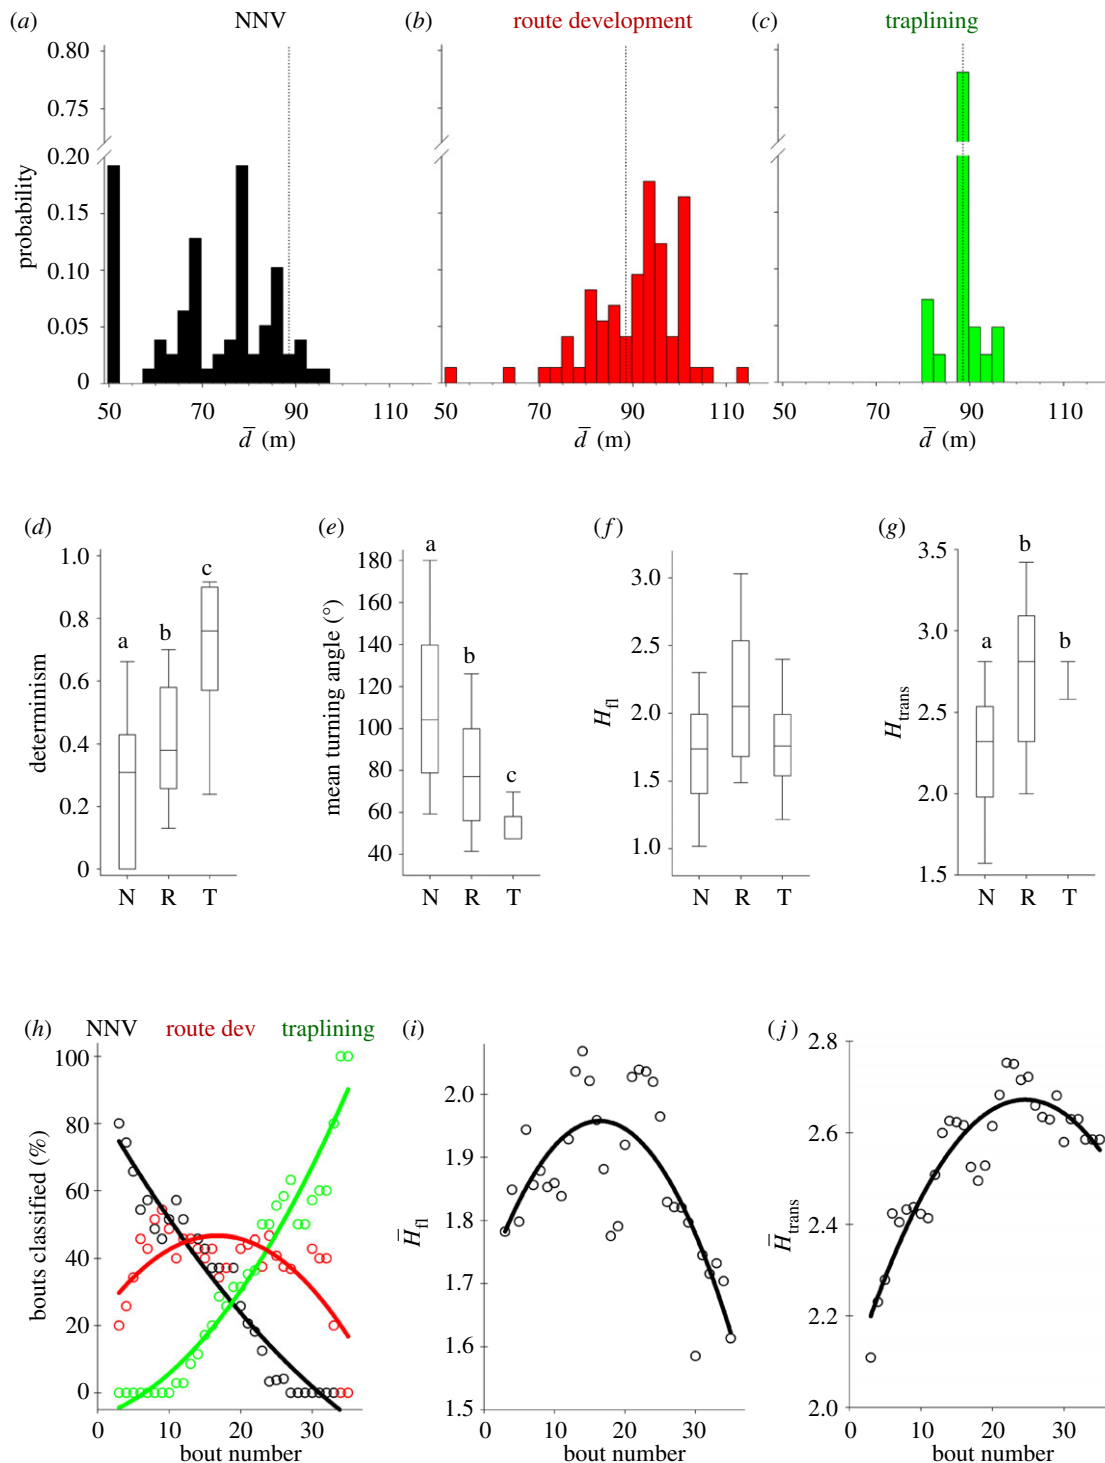 (a) NNV (b) route development (c) traplining
0.80
0.75
0.20
0.15
0.10
0.05
0
probability
50 70 90 110
d̅ (m)
50 70 90 110
d̅ (m)
50 70 90 110
d̅ (m)
(d)
1.0
0.8
0.6
0.4
0.2
0
determinism
a b c
N R T
(e)
180
160
140
120
100
80
60
40
mean turning angle (°)
a b c
N R T
(f)
3.0
2.5
2.0
1.5
1.0
H_fl
N R T
(g)
3.5
3.0
2.5
2.0
1.5
H_trans
a b b
N R T
(h) NNV route dev traplining
100
80
60
40
20
0
bouts classified (%)
0 10 20 30
bout number
(i)
2.0
1.9
1.8
1.7
1.6
1.5
H̅_fl
0 10 20 30
bout number
(j)
2.8
2.6
2.4
2.2
2.0
H̅_trans
0 10 20 30
bout number